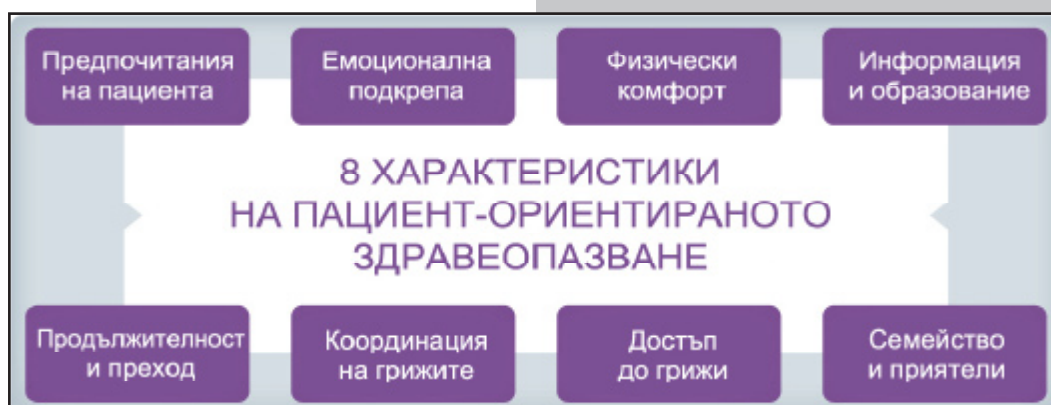 Предпочитания
на пациента
Емоционална
подкрепа
Физически
комфорт
Информация
и образование
8 ХАРАКТЕРИСТИКИ
НА ПАЦИЕНТ-ОРИЕНТИРАНОТО
ЗДРАВЕОПАЗВАНЕ
Продължителност
и преход
Координация
на грижите
Достъп
до грижи
Семейство
и приятели